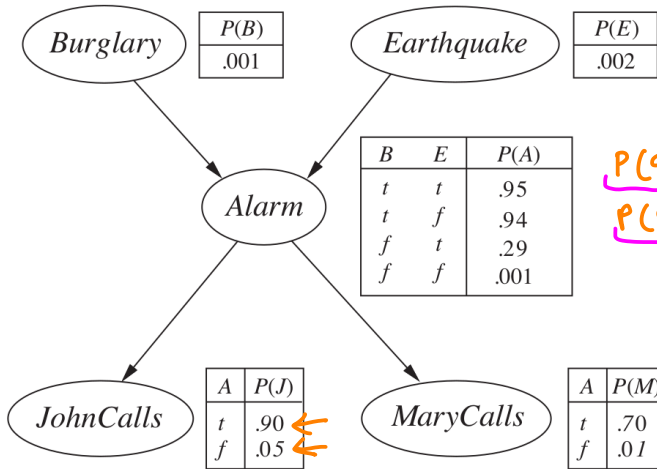 Burglary
P(B)
.001
Earthquake
P(E)
.002
Alarm
B E P(A)
t t .95
t f .94
f t .29
f f .001
P(
P(
JohnCalls
A P(J)
t .90
f .05
MaryCalls
A P(M)
t .70
f .01